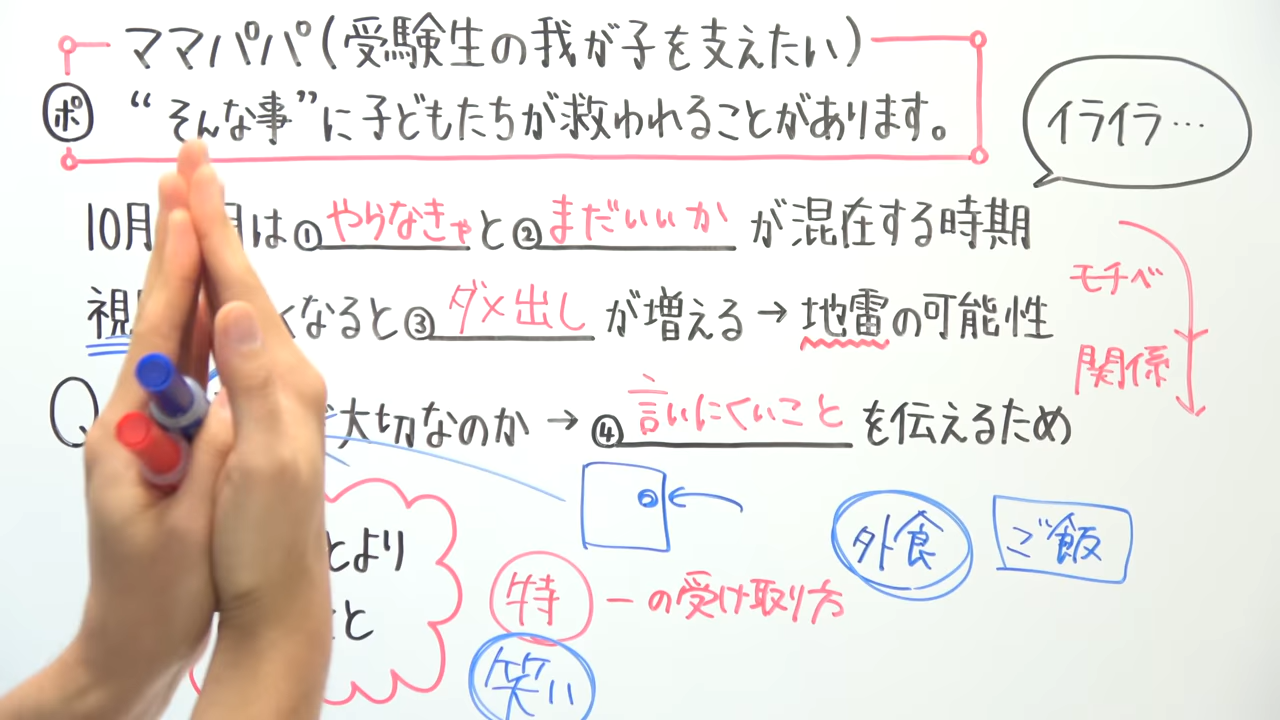 ママパパ(受験生の我が子を支えたい)
ポ "そんな事"に子どもたちが救われることがあります。
イライラ…
10月 月は①やらなきゃと②まだいいかが混在する時期
視 くなると③ダメ出しが増える→地雷の可能性
モチベ
関係
Q 大切なのか→④言いにくいことを伝えるため
とより
こと
外食
ご飯
特
ーの受け取り方
笑い